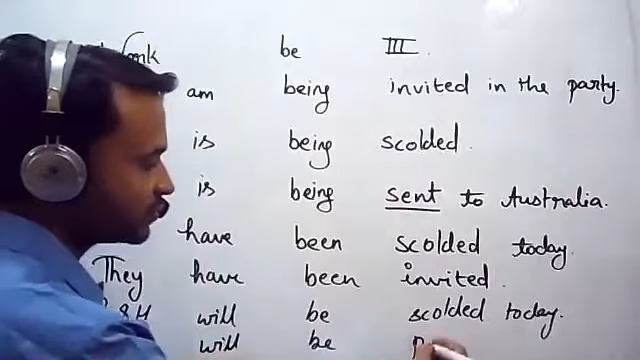 be III.
am being invited in the party.
is being scolded.
is being sent to Australia.
have been scolded today.
They have been invited.
will be scolded today.
will be